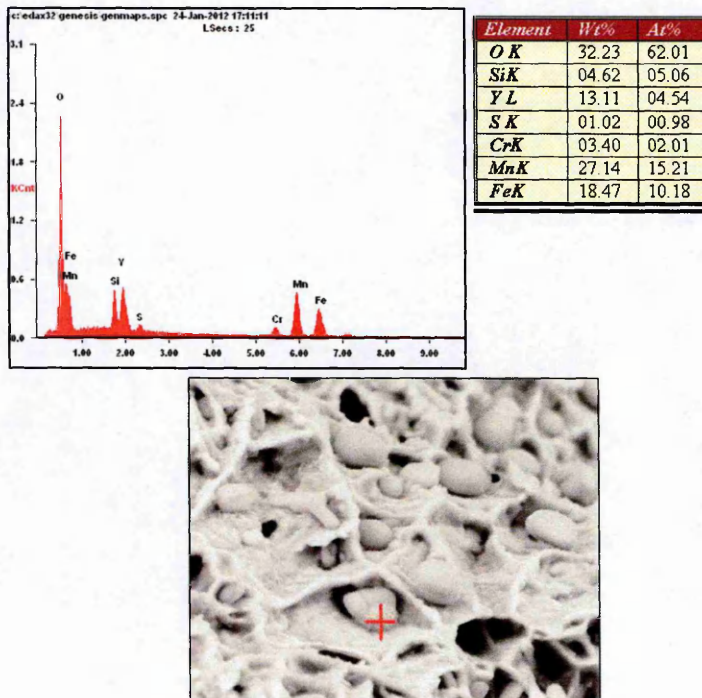 c:\edax32\genesis\genmaps.spc 24-Jan-2012 17:11:11
LSecs : 25
3.1
2.4
1.8
KCnt
1.2
0.6
0.0
O
Fe
Mn
Si
Y
S
Cr
Mn
Fe
1.00 2.00 3.00 4.00 5.00 6.00 7.00 8.00 9.00
Element Wt% At%
O K 32.23 62.01
SiK 04.62 05.06
Y L 13.11 04.54
S K 01.02 00.98
CrK 03.40 02.01
MnK 27.14 15.21
FeK 18.47 10.18